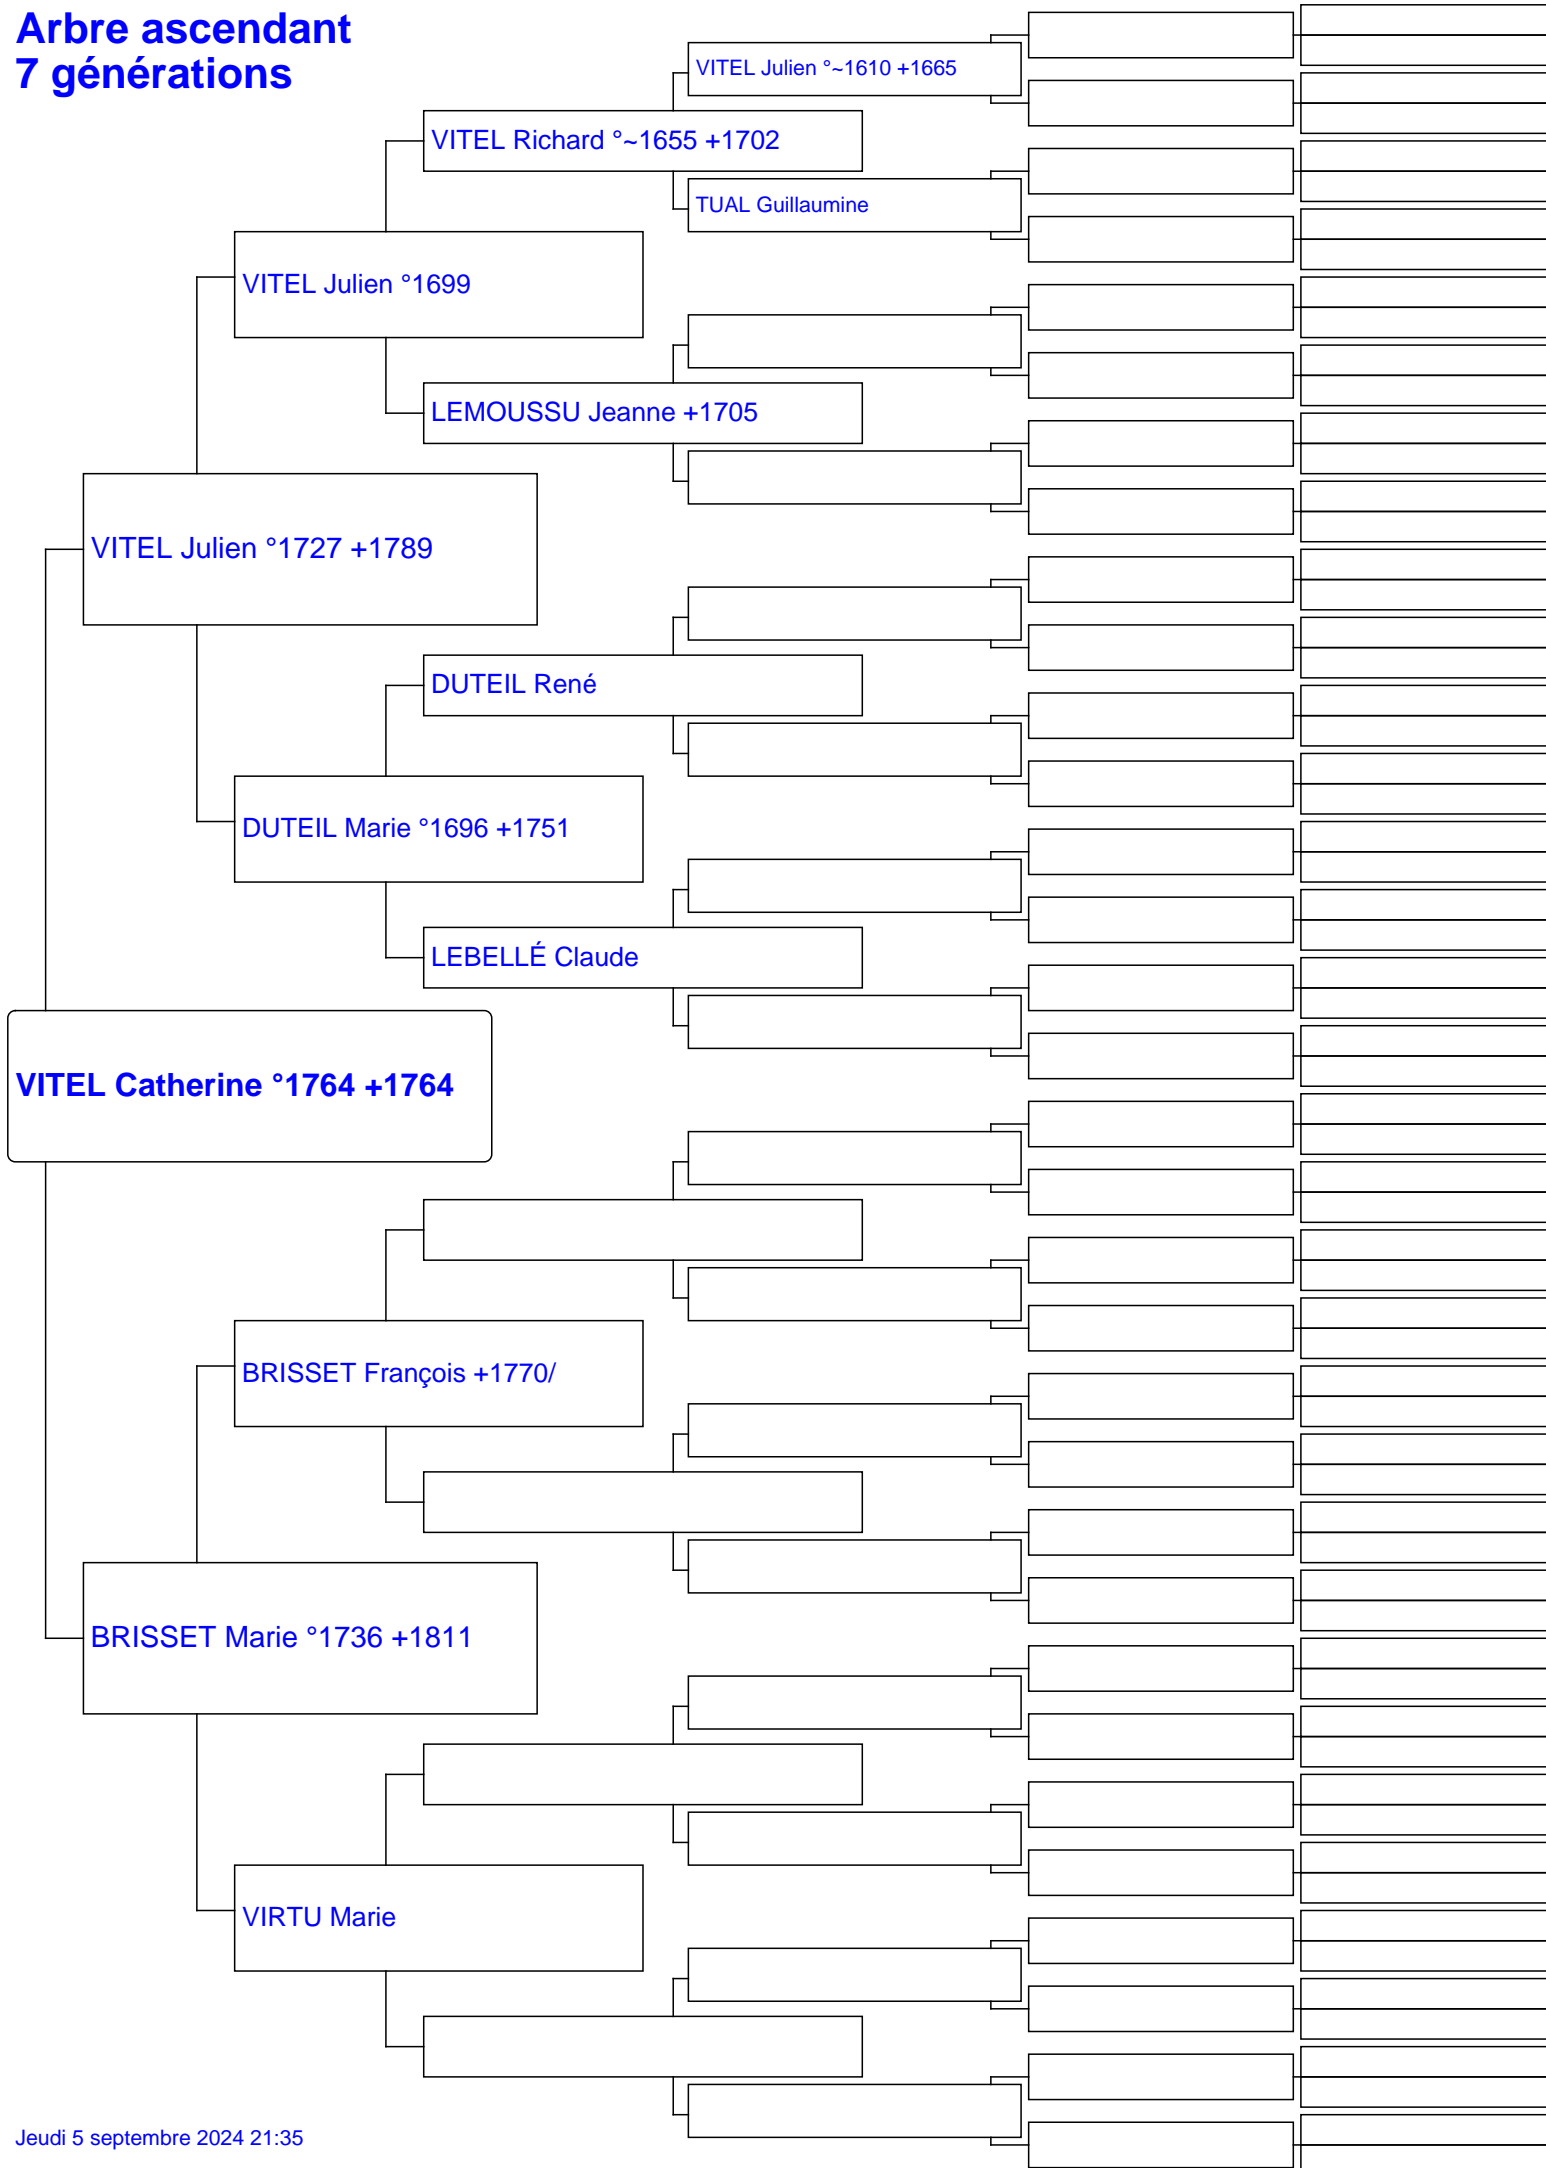 Arbre ascendant
7 générations
VITEL Julien °~1610 +1665
VITEL Richard °~1655 +1702
TUAL Guillaumine
VITEL Julien °1699
LEMOUSSU Jeanne +1705
VITEL Julien °1727 +1789
DUTEIL René
DUTEIL Marie °1696 +1751
LEBELLÉ Claude
VITEL Catherine °1764 +1764
BRISSET François +1770/
BRISSET Marie °1736 +1811
VIRTU Marie
Jeudi 5 septembre 2024 21:35